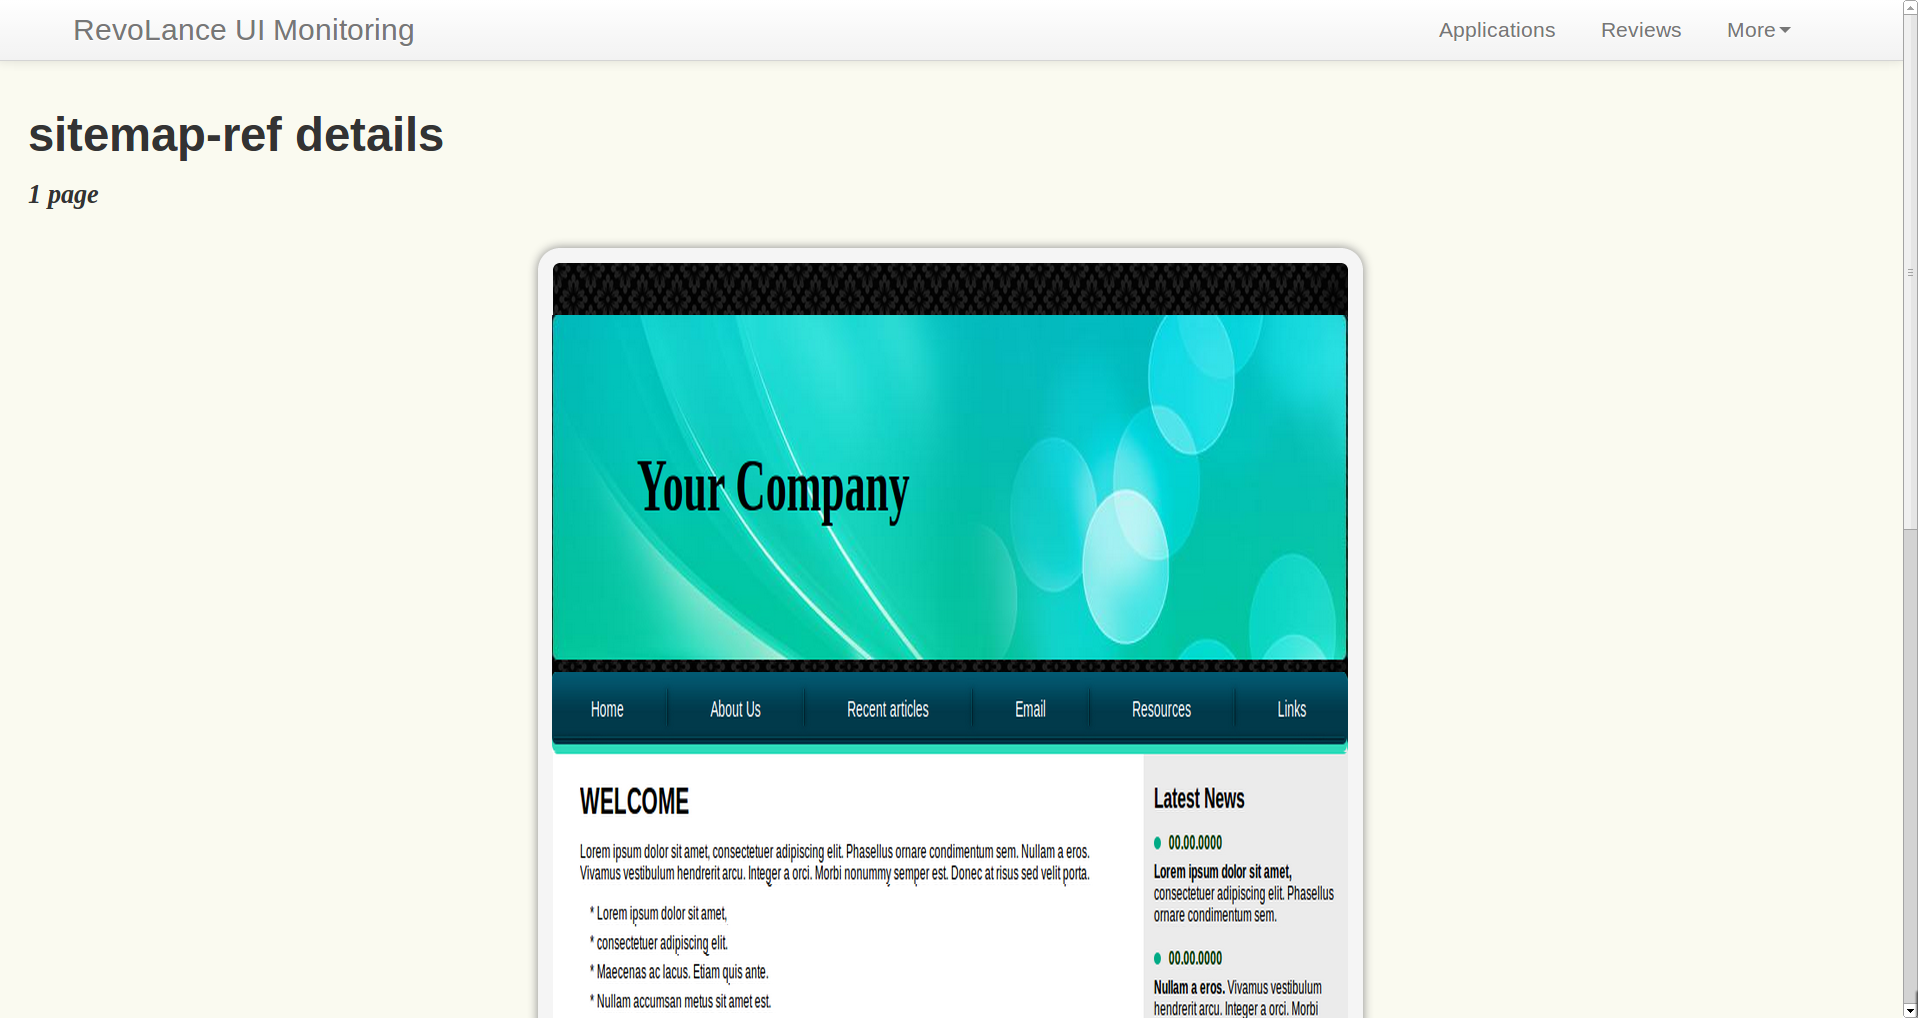 RevoLance UI Monitoring
Applications
Reviews
More
sitemap-ref details
1 page
Your Company
Home
About Us
Recent articles
Email
Resources
Links
WELCOME
Lorem ipsum dolor sit amet, consectetuer adipiscing elit. Phasellus ornare condimentum sem. Nullam a eros.
Vivamus vestibulum hendrerit arcu. Integer a orci. Morbi nonummy semper est. Donec at risus sed velit porta.
* Lorem ipsum dolor sit amet,
* consectetuer adipiscing elit.
* Maecenas ac lacus. Etiam quis ante.
* Nullam accumsan metus sit amet est.
Latest News
00.00.0000
Lorem ipsum dolor sit amet,
consectetuer adipiscing elit. Phasellus
ornare condimentum sem.
00.00.0000
Nullam a eros. Vivamus vestibulum
hendrerit arcu. Integer a orci. Morbi